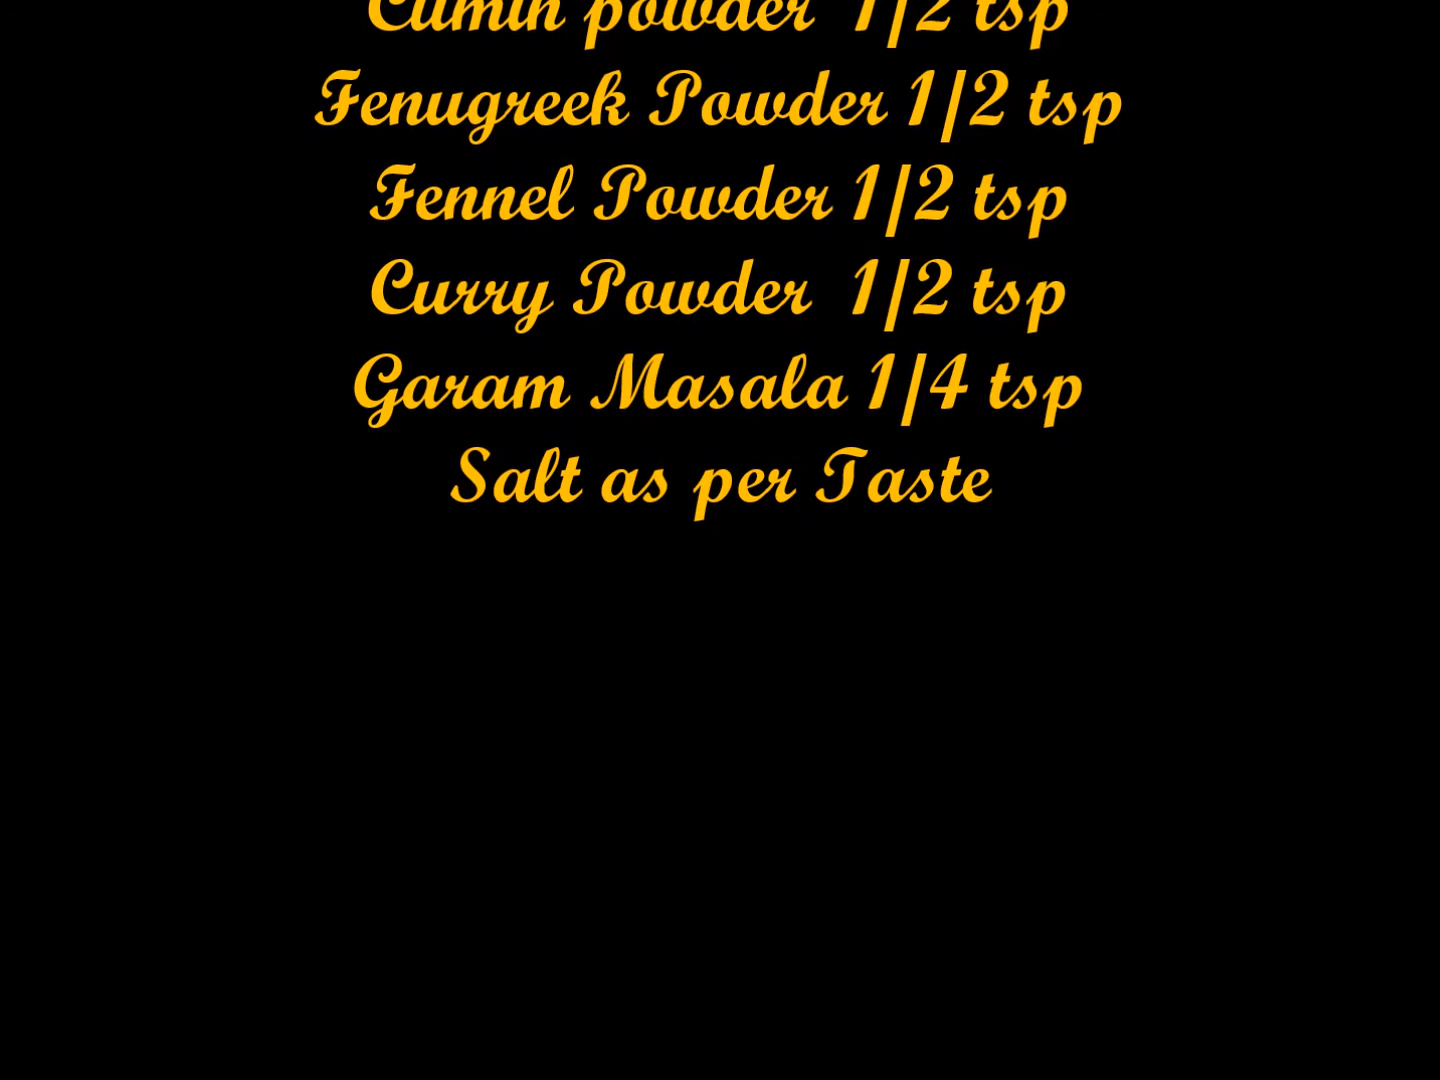 Cumin powder 1/2 tsp
Fenugreek Powder 1/2 tsp
Fennel Powder 1/2 tsp
Curry Powder 1/2 tsp
Garam Masala 1/4 tsp
Salt as per Taste